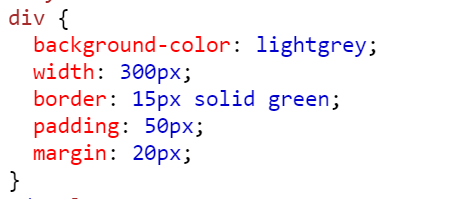 div {
  background-color: lightgrey;
  width: 300px;
  border: 15px solid green;
  padding: 50px;
  margin: 20px;
}